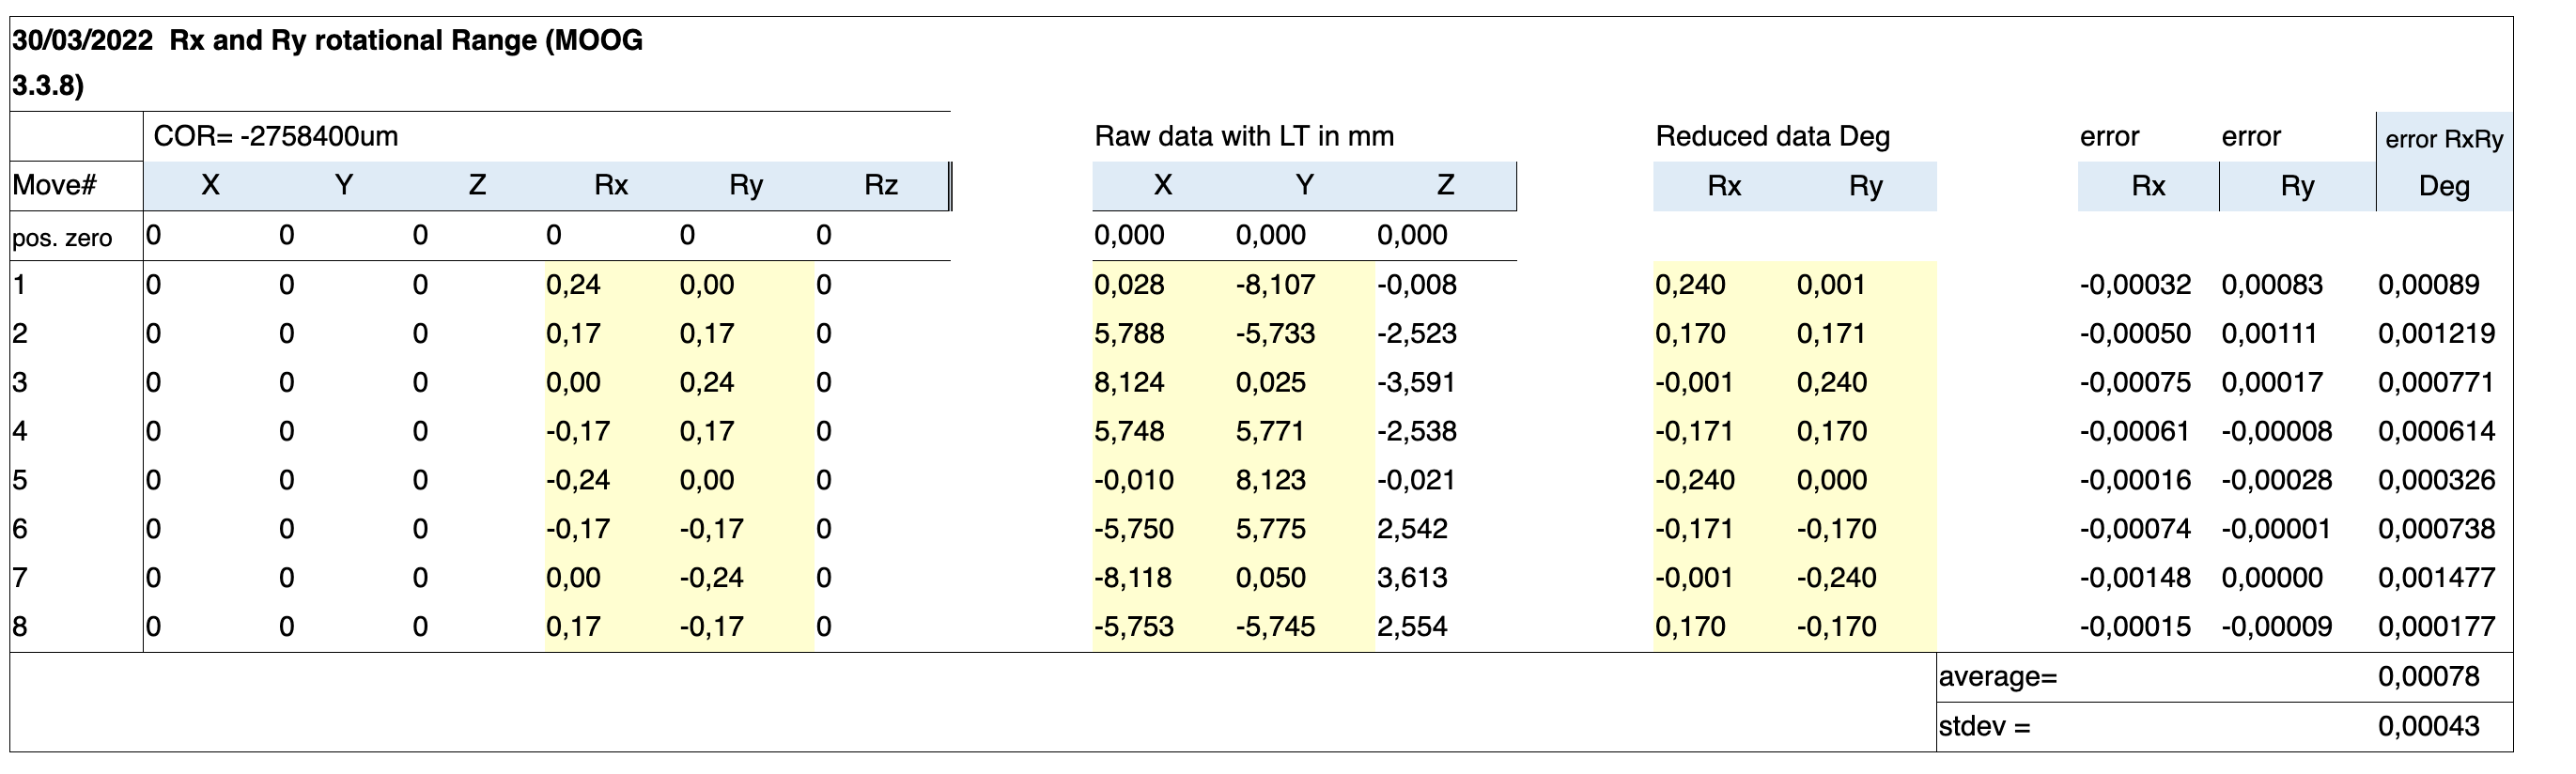 30/03/2022 Rx and Ry rotational Range (MOOG
3.3.8)
COR= -2758400um Raw data with LT in mm Reduced data Deg error error error RxRy
Move# X Y Z Rx Ry Rz X Y Z Rx Ry Rx Ry Deg
pos. zero 0 0 0 0 0 0 0,000 0,000 0,000
1 0 0 0 0,24 0,00 0 0,028 -8,107 -0,008 0,240 0,001 -0,00032 0,00083 0,00089
2 0 0 0 0,17 0,17 0 5,788 -5,733 -2,523 0,170 0,171 -0,00050 0,00111 0,001219
3 0 0 0 0,00 0,24 0 8,124 0,025 -3,591 -0,001 0,240 -0,00075 0,00017 0,000771
4 0 0 0 -0,17 0,17 0 5,748 5,771 -2,538 -0,171 0,170 -0,00061 -0,00008 0,000614
5 0 0 0 -0,24 0,00 0 -0,010 8,123 -0,021 -0,240 0,000 -0,00016 -0,00028 0,000326
6 0 0 0 -0,17 -0,17 0 -5,750 5,775 2,542 -0,171 -0,170 -0,00074 -0,00001 0,000738
7 0 0 0 0,00 -0,24 0 -8,118 0,050 3,613 -0,001 -0,240 -0,00148 0,00000 0,001477
8 0 0 0 0,17 -0,17 0 -5,753 -5,745 2,554 0,170 -0,170 -0,00015 -0,00009 0,000177
average= 0,00078
stdev = 0,00043